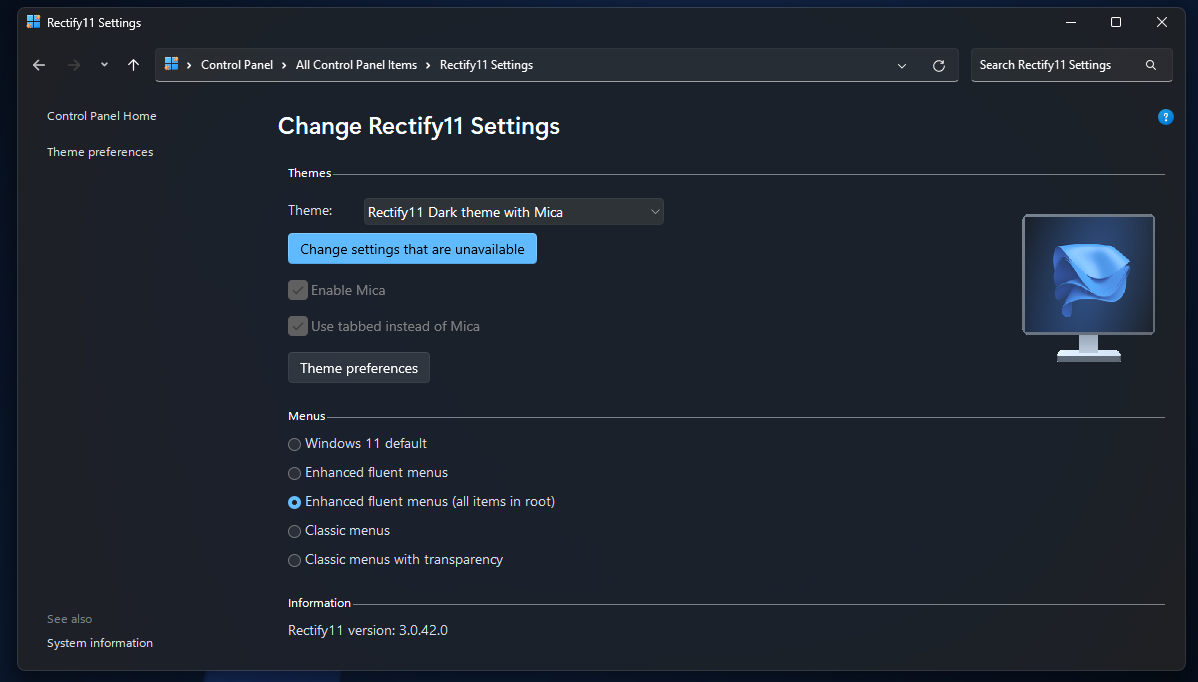 Rectify11 Settings
Control Panel > All Control Panel Items > Rectify11 Settings
Search Rectify11 Settings
Control Panel Home
Theme preferences
Change Rectify11 Settings
?
Themes
Theme: Rectify11 Dark theme with Mica
Change settings that are unavailable
Enable Mica
Use tabbed instead of Mica
Theme preferences
Menus
Windows 11 default
Enhanced fluent menus
Enhanced fluent menus (all items in root)
Classic menus
Classic menus with transparency
Information
Rectify11 version: 3.0.42.0
See also
System information